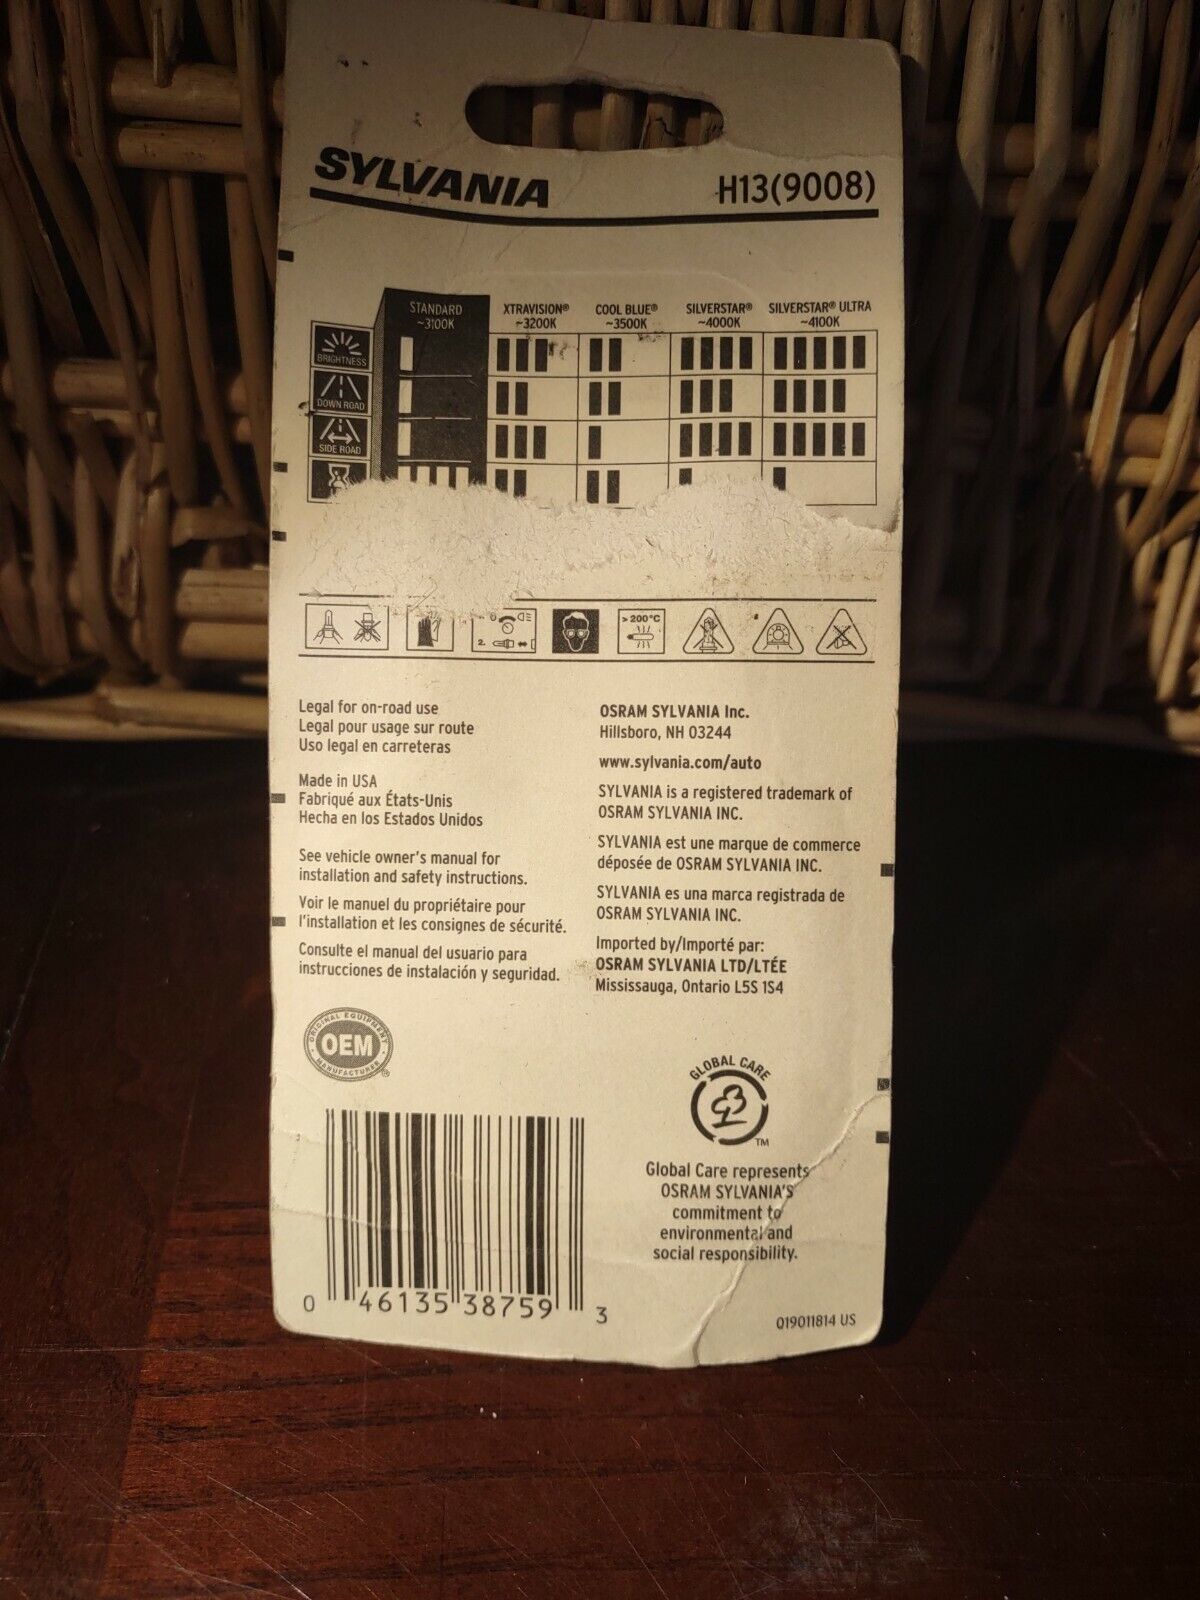 SYLVANIA
H13(9008)
STANDARD XTRAVISION® COOL BLUE® SILVERSTAR® SILVERSTAR® ULTRA
~3100K ~3200K ~3500K ~4000K ~4100K
BRIGHTNESS
DOWN ROAD
SIDE ROAD
2.
> 200°C
Legal for on-road use
Legal pour usage sur route
Uso legal en carreteras
Made in USA
Fabriqué aux États-Unis
Hecha en los Estados Unidos
See vehicle owner's manual for
installation and safety instructions.
Voir le manuel du propriétaire pour
l'installation et les consignes de sécurité.
Consulte el manual del usuario para
instrucciones de instalación y seguridad.
OSRAM SYLVANIA Inc.
Hillsboro, NH 03244
www.sylvania.com/auto
SYLVANIA is a registered trademark of
OSRAM SYLVANIA INC.
SYLVANIA est une marque de commerce
déposée de OSRAM SYLVANIA INC.
SYLVANIA es una marca registrada de
OSRAM SYLVANIA INC.
Imported by/Importé par:
OSRAM SYLVANIA LTD/LTÉE
Mississauga, Ontario L5S 1S4
ORIGINAL EQUIPMENT
OEM
MANUFACTURER
®
GLOBAL CARE
TM
Global Care represents
OSRAM SYLVANIA'S
commitment to
environmental and
social responsibility.
0 46135 38759 3
019011814 US